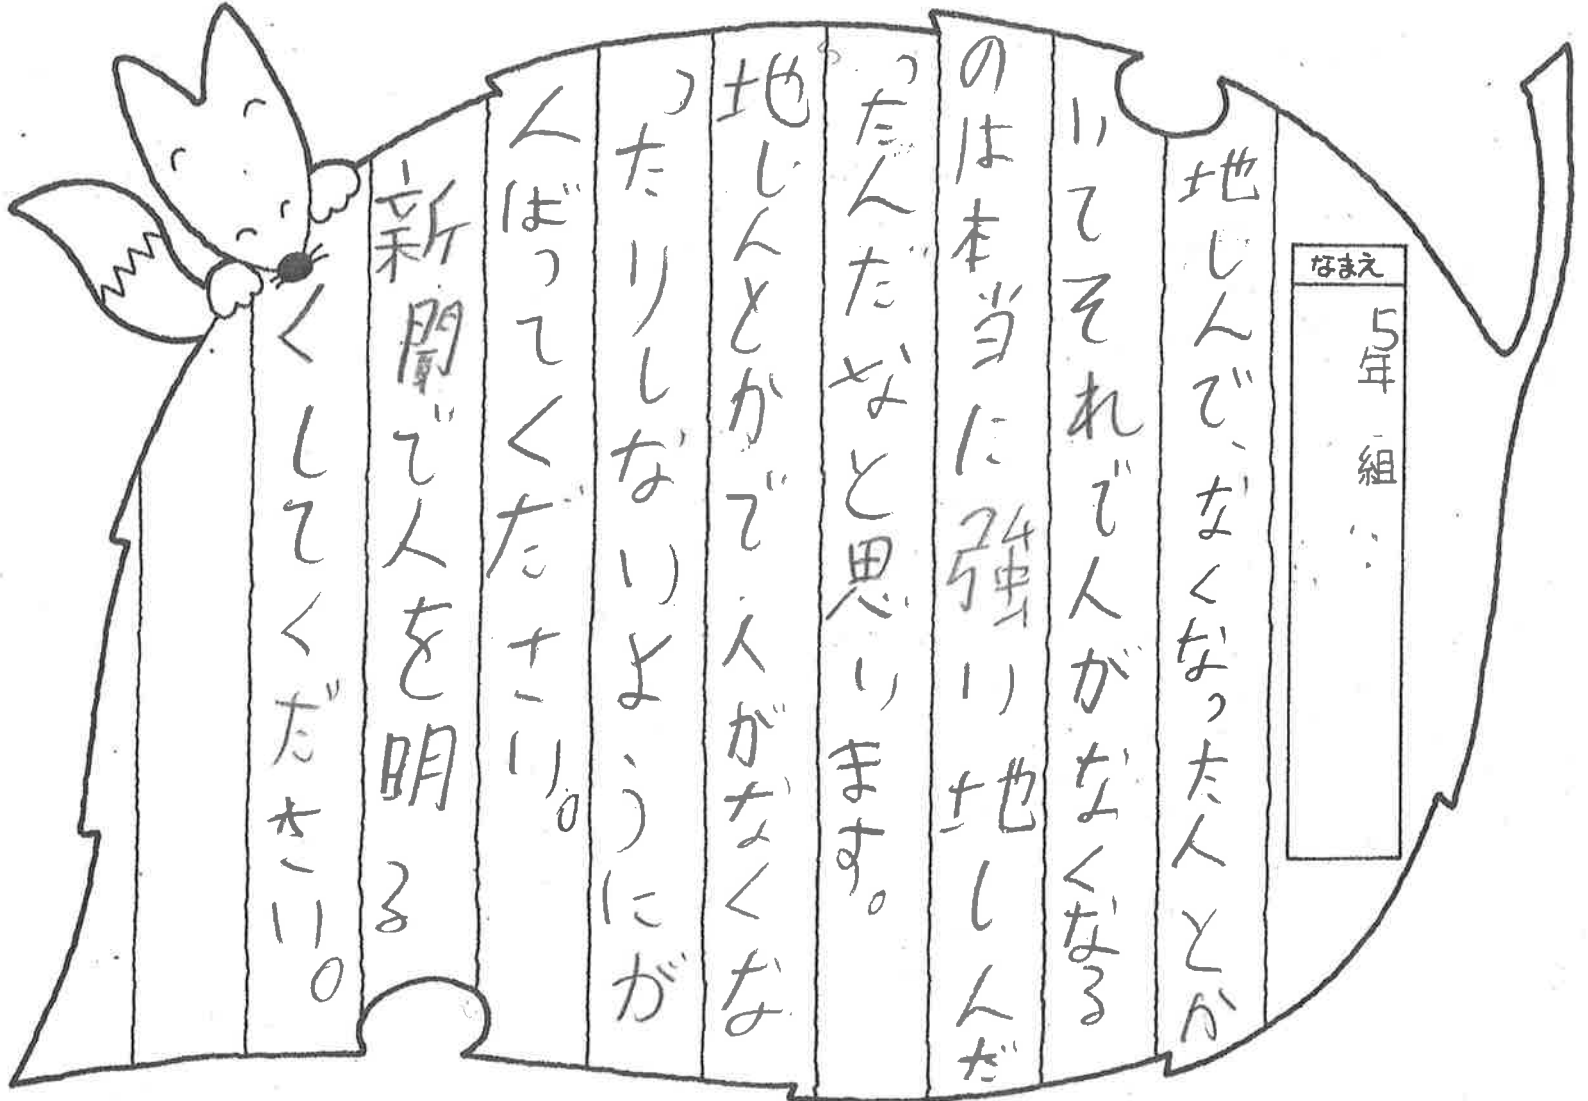 なまえ
5年 組
地しんで、なくなった人とか
いてそれで人がなくなる
のは本当に強い地しんだ
ったんだなと思います。
地しんとかで人がなくな
ったりしないようにが
んばってください。
新聞で人を明る
くしてください。